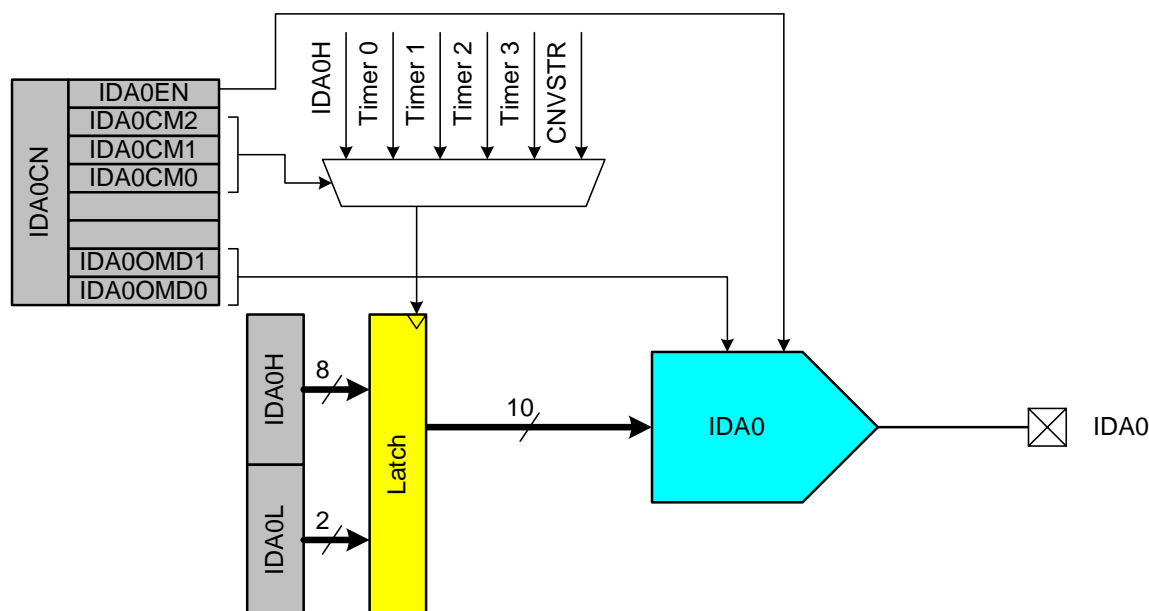 IDA0CN
IDA0EN
IDA0CM2
IDA0CM1
IDA0CM0
IDA0OMD1
IDA0OMD0
IDA0H
Timer 0
Timer 1
Timer 2
Timer 3
CNVSTR
IDA0H
8
IDA0L
2
Latch
10
IDA0
IDA0